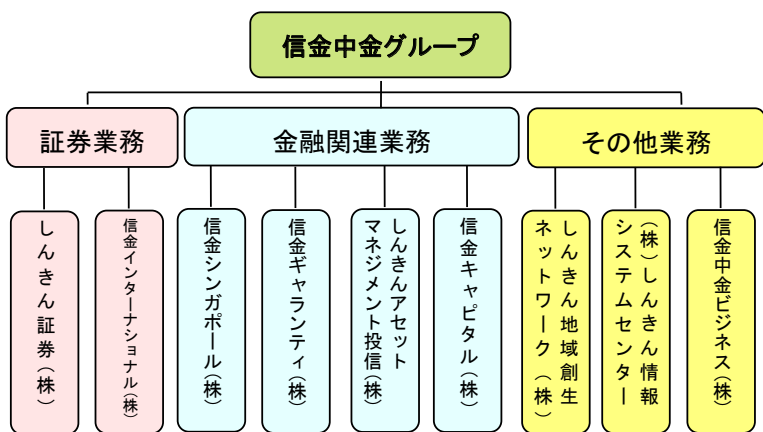 信金中金グループ
証券業務
金融関連業務
その他業務
しんきん証券（株）
信金インターナショナル（株）
信金シンガポール（株）
信金ギャランティ（株）
しんきんアセット
マネジメント投信（株）
信金キャピタル（株）
しんきん地域創生
ネットワーク（株）
（株）しんきん情報
システムセンター
信金中金ビジネス（株）